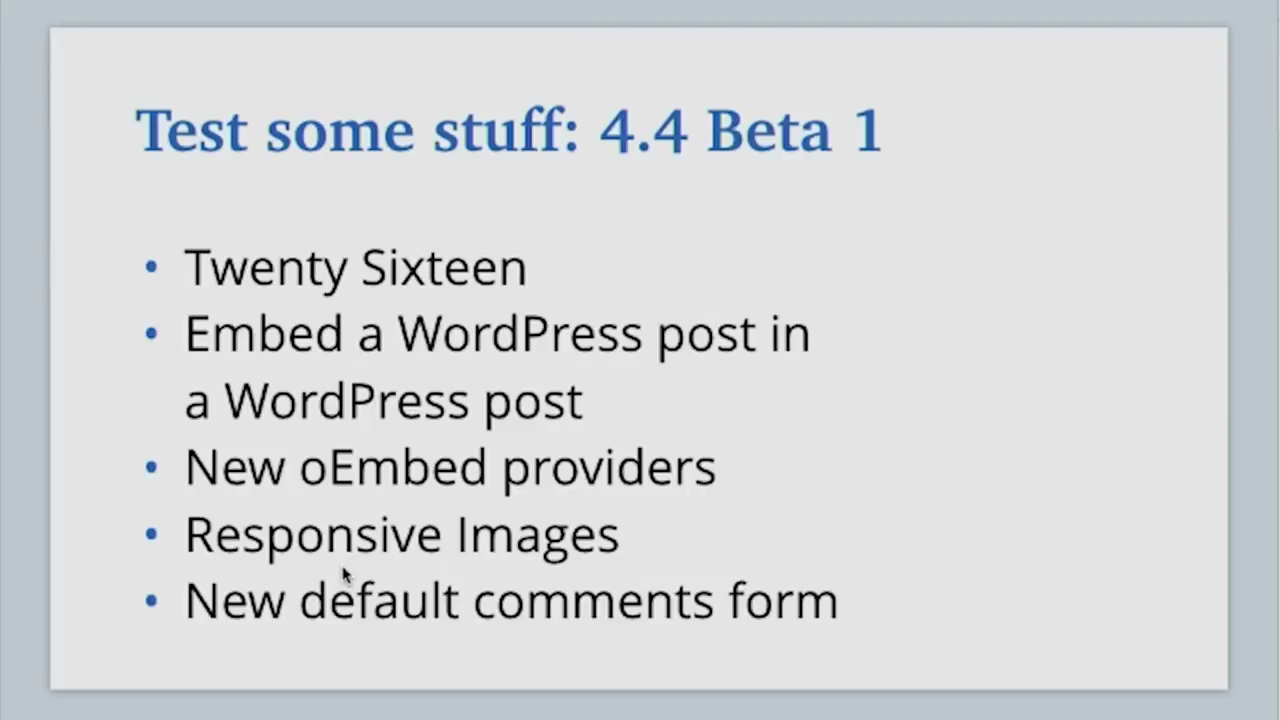 Test some stuff: 4.4 Beta 1
• Twenty Sixteen
• Embed a WordPress post in
a WordPress post
• New oEmbed providers
• Responsive Images
• New default comments form